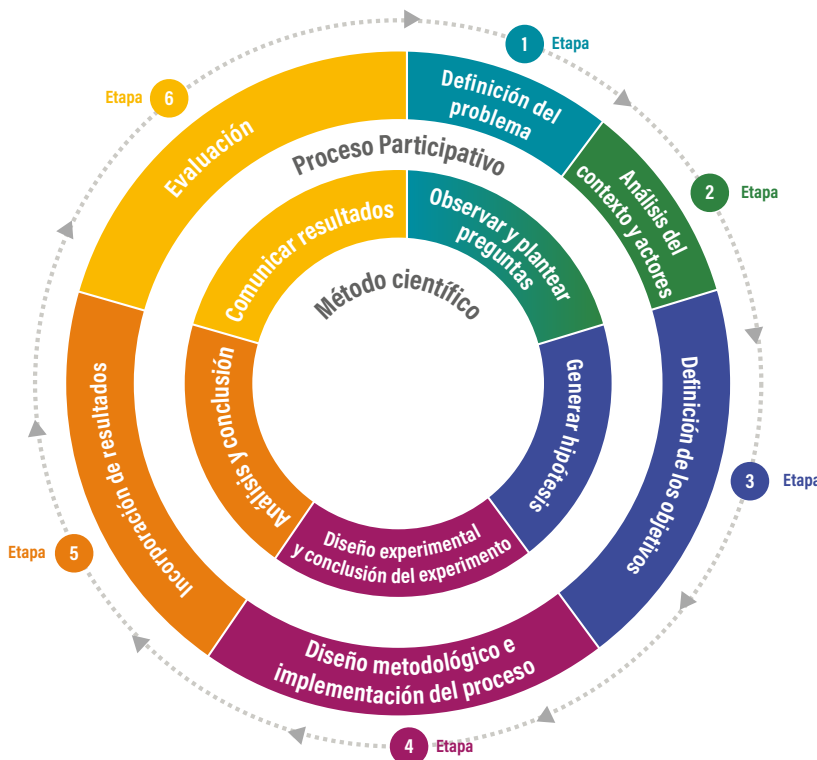 1 Etapa
Definición del
problema
2 Etapa
Análisis del
contexto y actores
3 Etapa
Definición de los objetivos
4 Etapa
Diseño metodológico e
implementación del proceso
Etapa 5
Incorporación de resultados
Etapa 6
Evaluación
Proceso Participativo
Observar y plantear
preguntas
Generar hipótesis
Diseño experimental
y conclusión del experimento
Análisis y conclusión
Comunicar resultados
Método científico